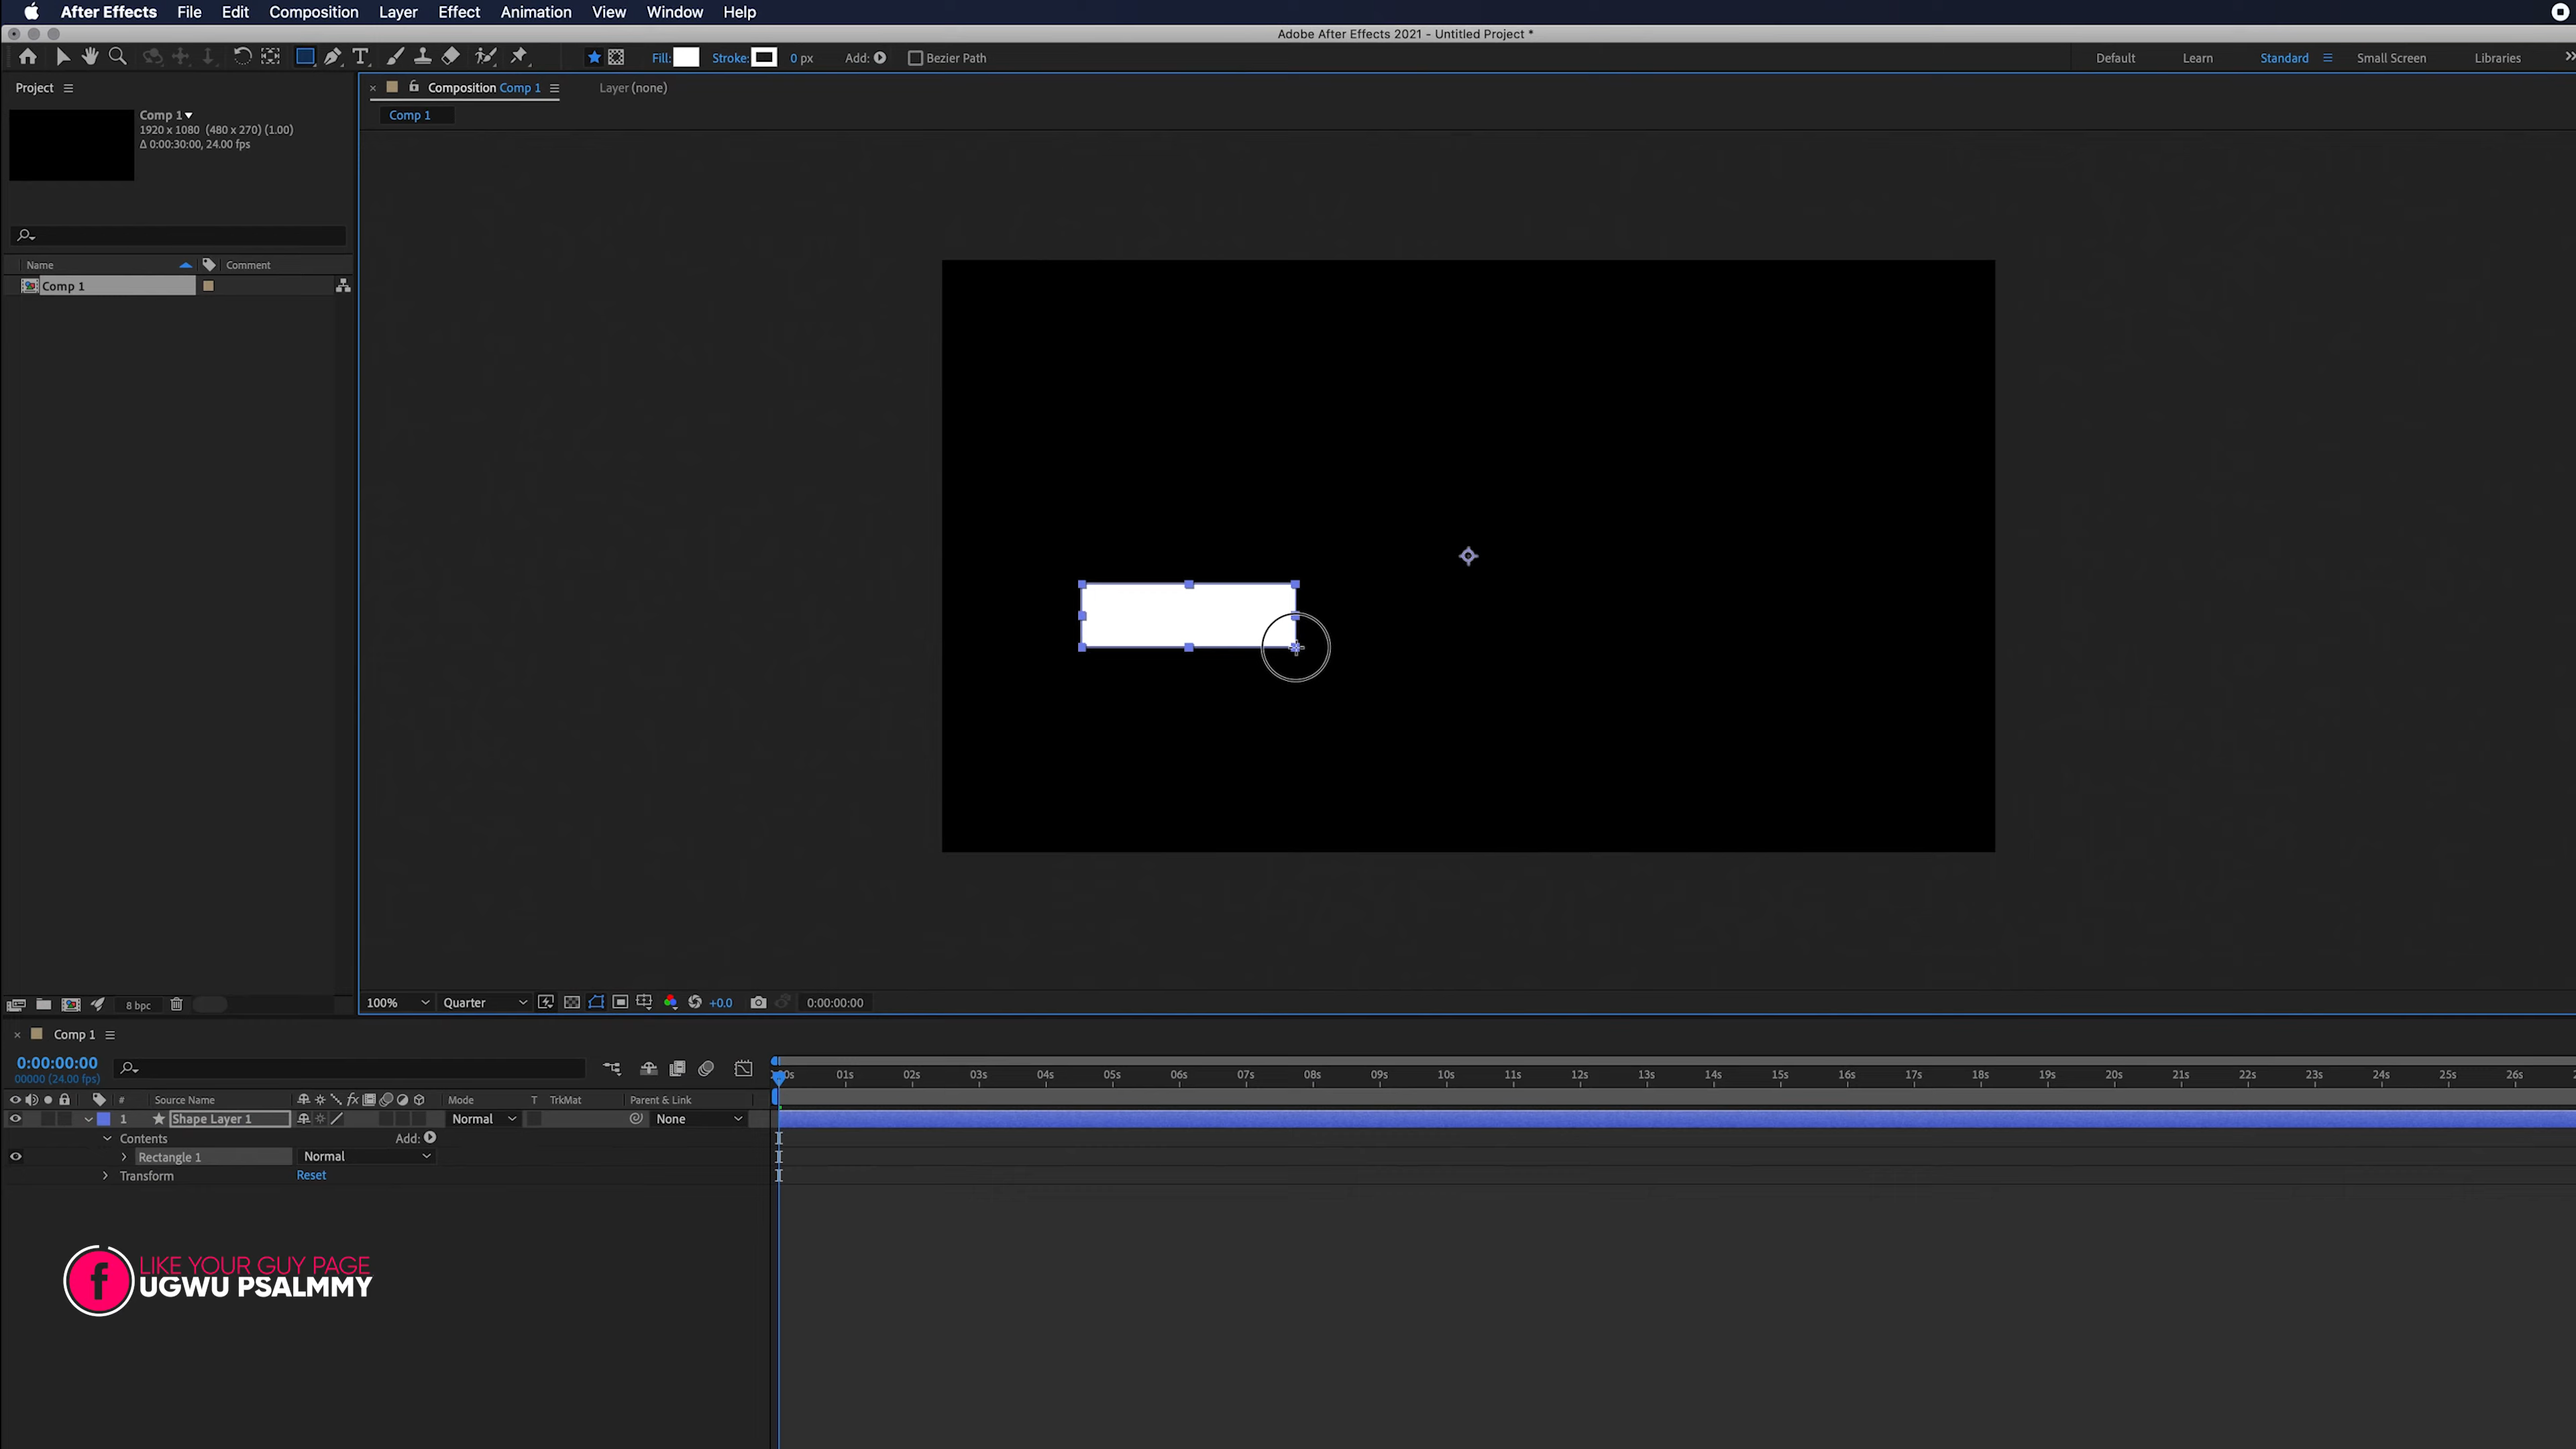 After Effects File Edit Composition Layer Effect Animation View Window Help
Adobe After Effects 2021 - Untitled Project *
Fill: Stroke: 0 px Add: Bezier Path Default Learn Standard Small Screen Libraries
Project
Composition Comp 1 Layer (none)
Comp 1
Comp 1
1920 x 1080 (480 x 270) (1.00)
Δ 0:00:30:00, 24.00 fps
Name Comment
Comp 1
8 bpc
100% Quarter +0.0 0:00:00:00
Comp 1
0:00:00:00
00000 (24.00 fps)
01s 02s 03s 04s 05s 06s 07s 08s 09s 10s 11s 12s 13s 14s 15s 16s 17s 18s 19s 20s 21s 22s 23s 24s 25s 26s
# Source Name fx Mode T TrkMat Parent & Link
1 Shape Layer 1 Normal None
Contents Add:
Rectangle 1 Normal
Transform Reset
f LIKE YOUR GUY PAGE
UGWU PSALMMY